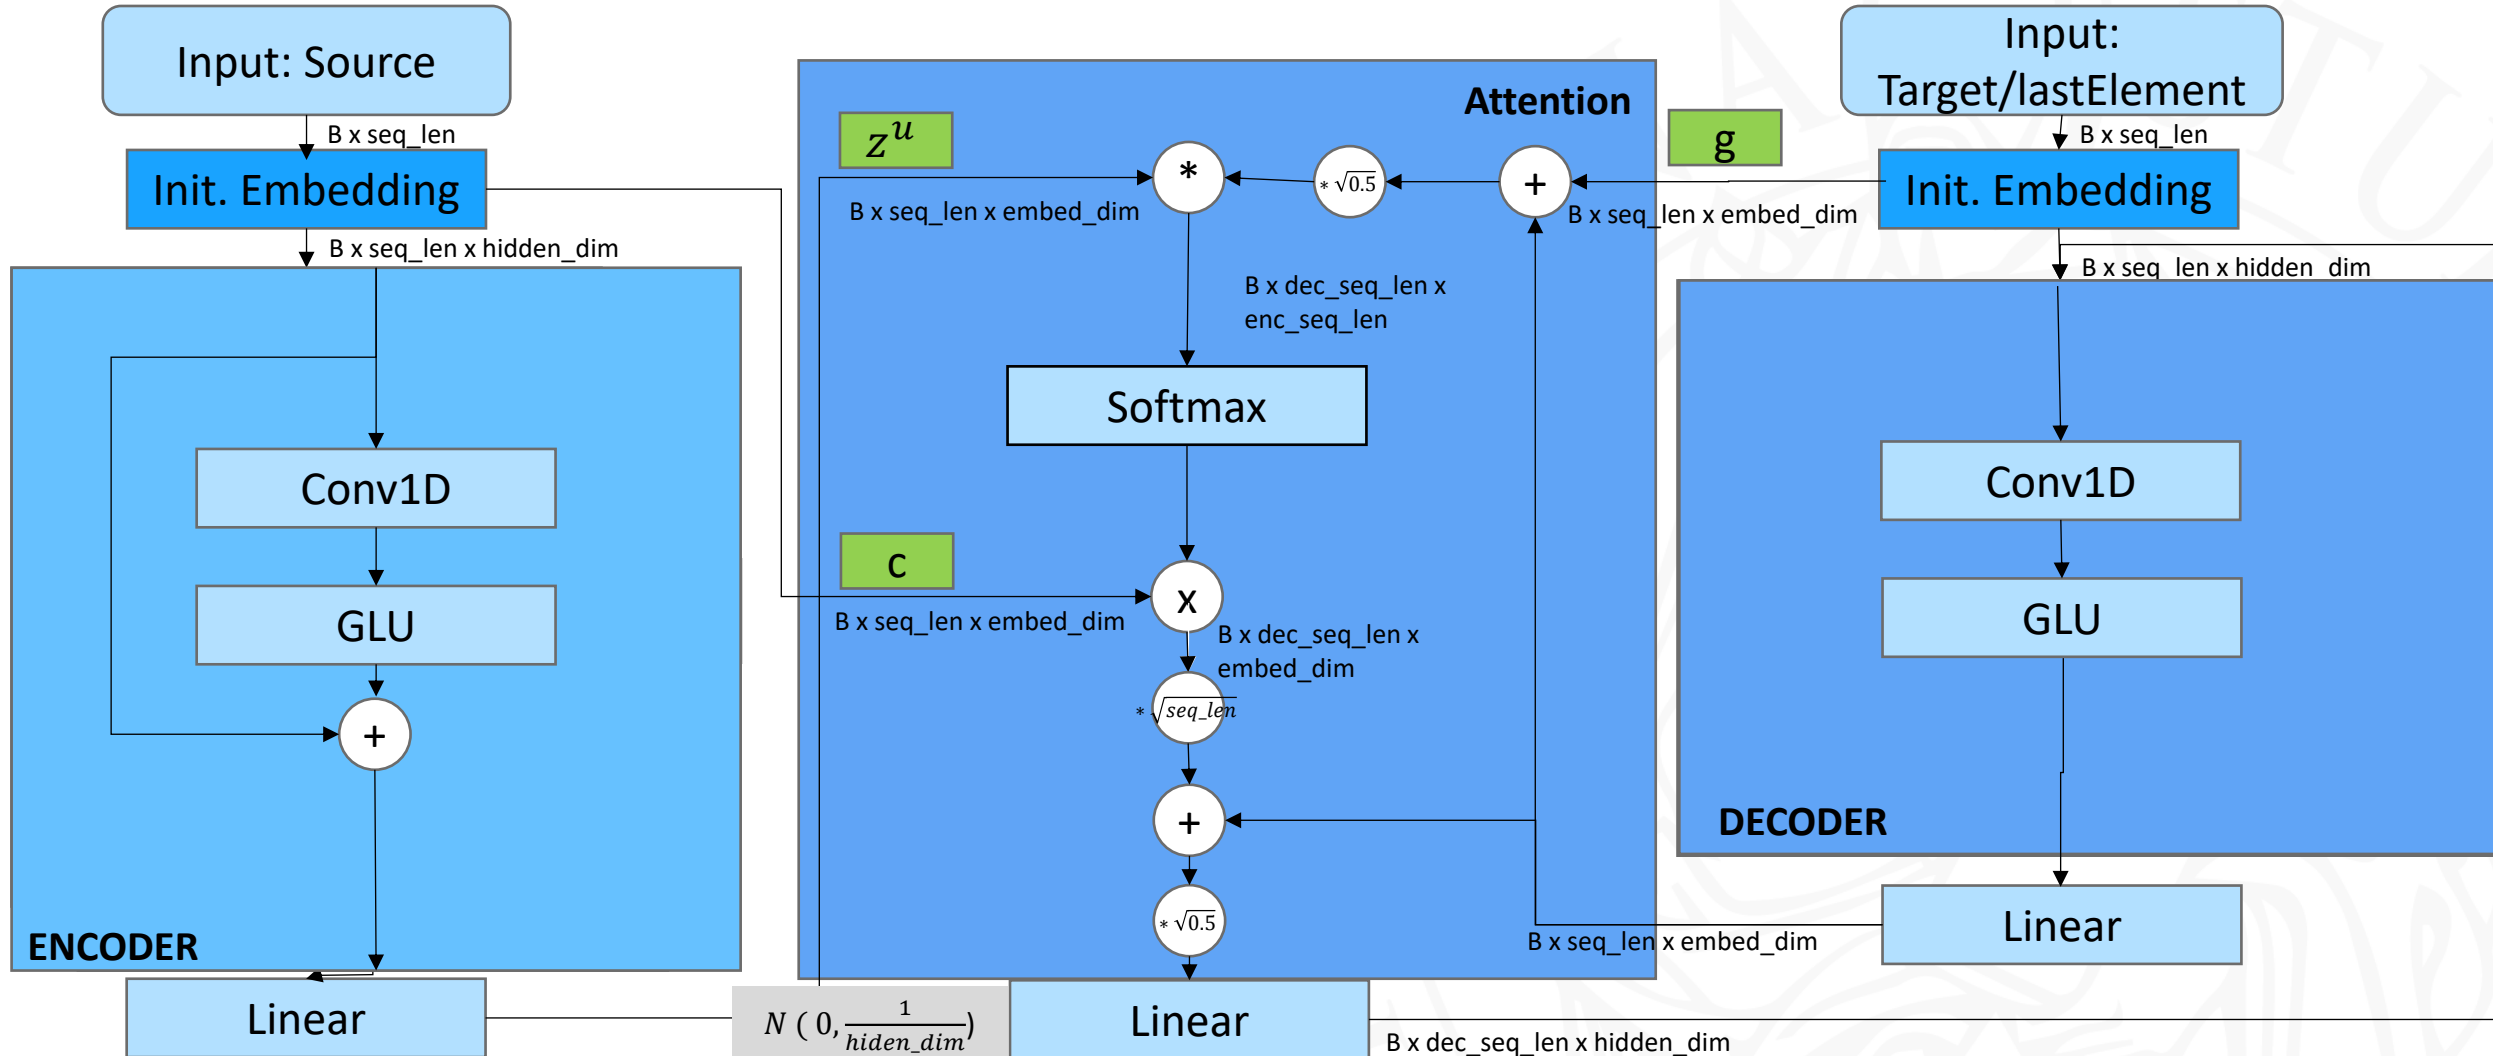 Input: Source
B x seq_len
Init. Embedding
B x seq_len x hidden_dim
Conv1D
GLU
+
ENCODER
Linear
Attention
z^u
*
* √0.5
+
g
B x seq_len x embed_dim
B x seq_len x embed_dim
B x dec_seq_len x
enc_seq_len
Softmax
c
x
B x seq_len x embed_dim
B x dec_seq_len x
embed_dim
* √seq_len
+
* √0.5
B x seq_len x embed_dim
N ( 0, 1/hiden_dim)
Linear
B x dec_seq_len x hidden_dim
Input:
Target/lastElement
B x seq_len
Init. Embedding
B x seq_len x hidden_dim
Conv1D
GLU
DECODER
Linear